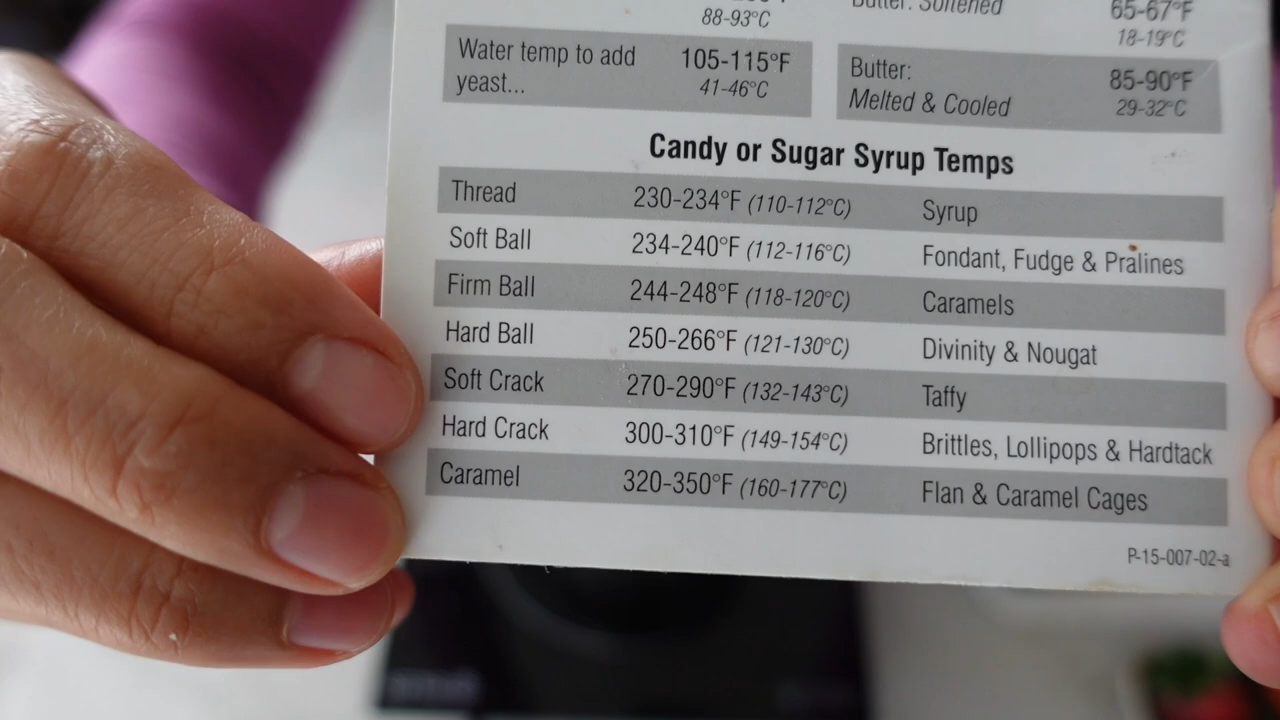 88-93°C
Butter: Softened
65-67°F
18-19°C
Water temp to add
yeast...
105-115°F
41-46°C
Butter:
Melted & Cooled
85-90°F
29-32°C
Candy or Sugar Syrup Temps
Thread 230-234°F (110-112°C) Syrup
Soft Ball 234-240°F (112-116°C) Fondant, Fudge & Pralines
Firm Ball 244-248°F (118-120°C) Caramels
Hard Ball 250-266°F (121-130°C) Divinity & Nougat
Soft Crack 270-290°F (132-143°C) Taffy
Hard Crack 300-310°F (149-154°C) Brittles, Lollipops & Hardtack
Caramel 320-350°F (160-177°C) Flan & Caramel Cages
P-15-007-02-a